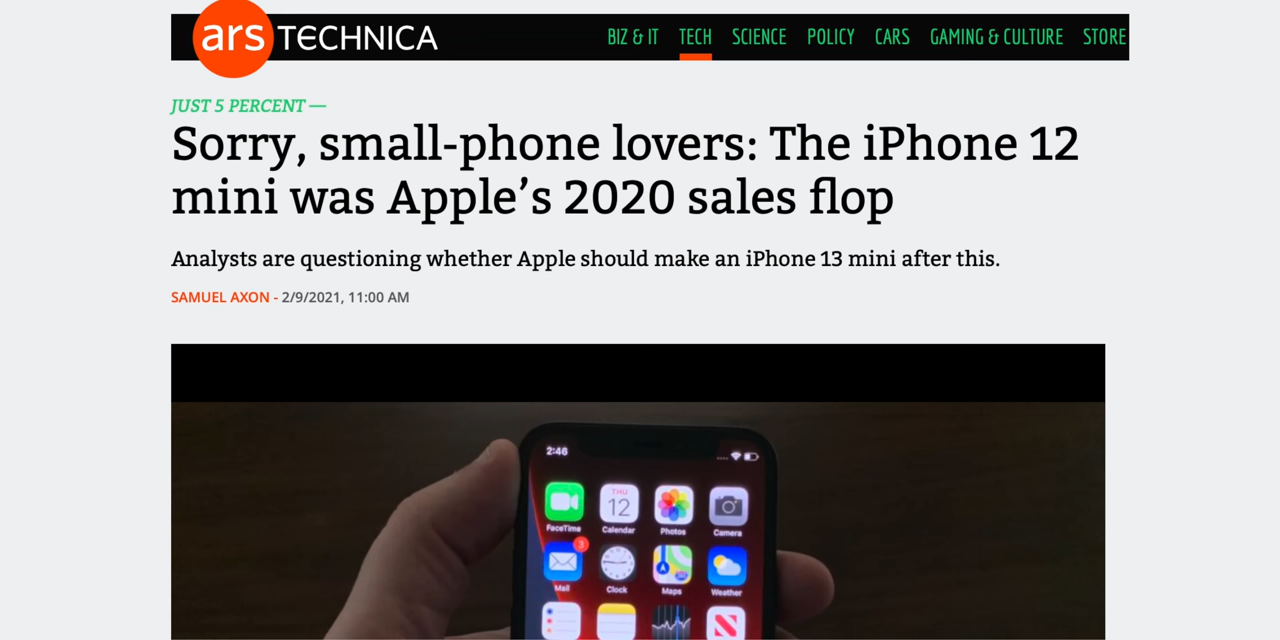 ars TECHNICA
BIZ & IT TECH SCIENCE POLICY CARS GAMING & CULTURE STORE
JUST 5 PERCENT —
Sorry, small-phone lovers: The iPhone 12
mini was Apple’s 2020 sales flop
Analysts are questioning whether Apple should make an iPhone 13 mini after this.
SAMUEL AXON - 2/9/2021, 11:00 AM
2:46
THU
12
FaceTime Calendar Photos Camera
3
Mail Clock Maps Weather